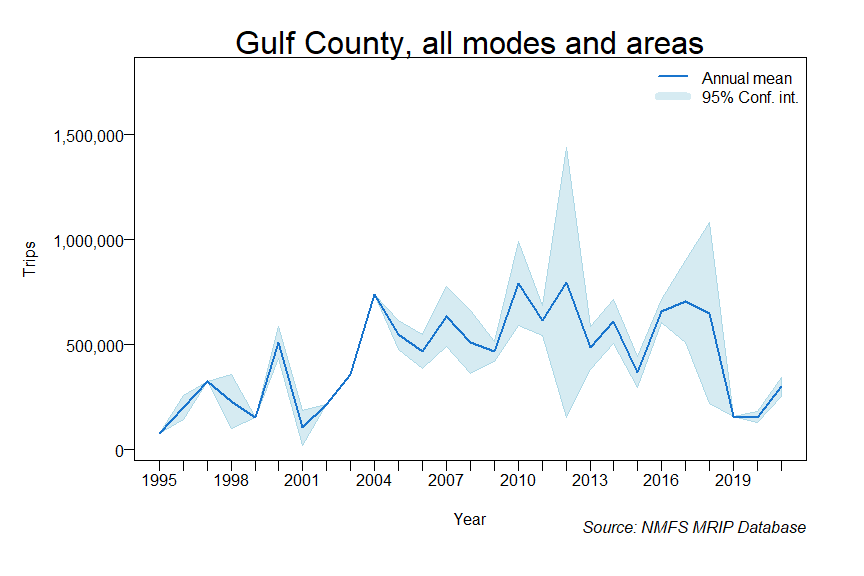 Gulf County, all modes and areas
Annual mean
95% Conf. int.
1,500,000
1,000,000
500,000
0
Trips
1995 1998 2001 2004 2007 2010 2013 2016 2019
Year
Source: NMFS MRIP Database